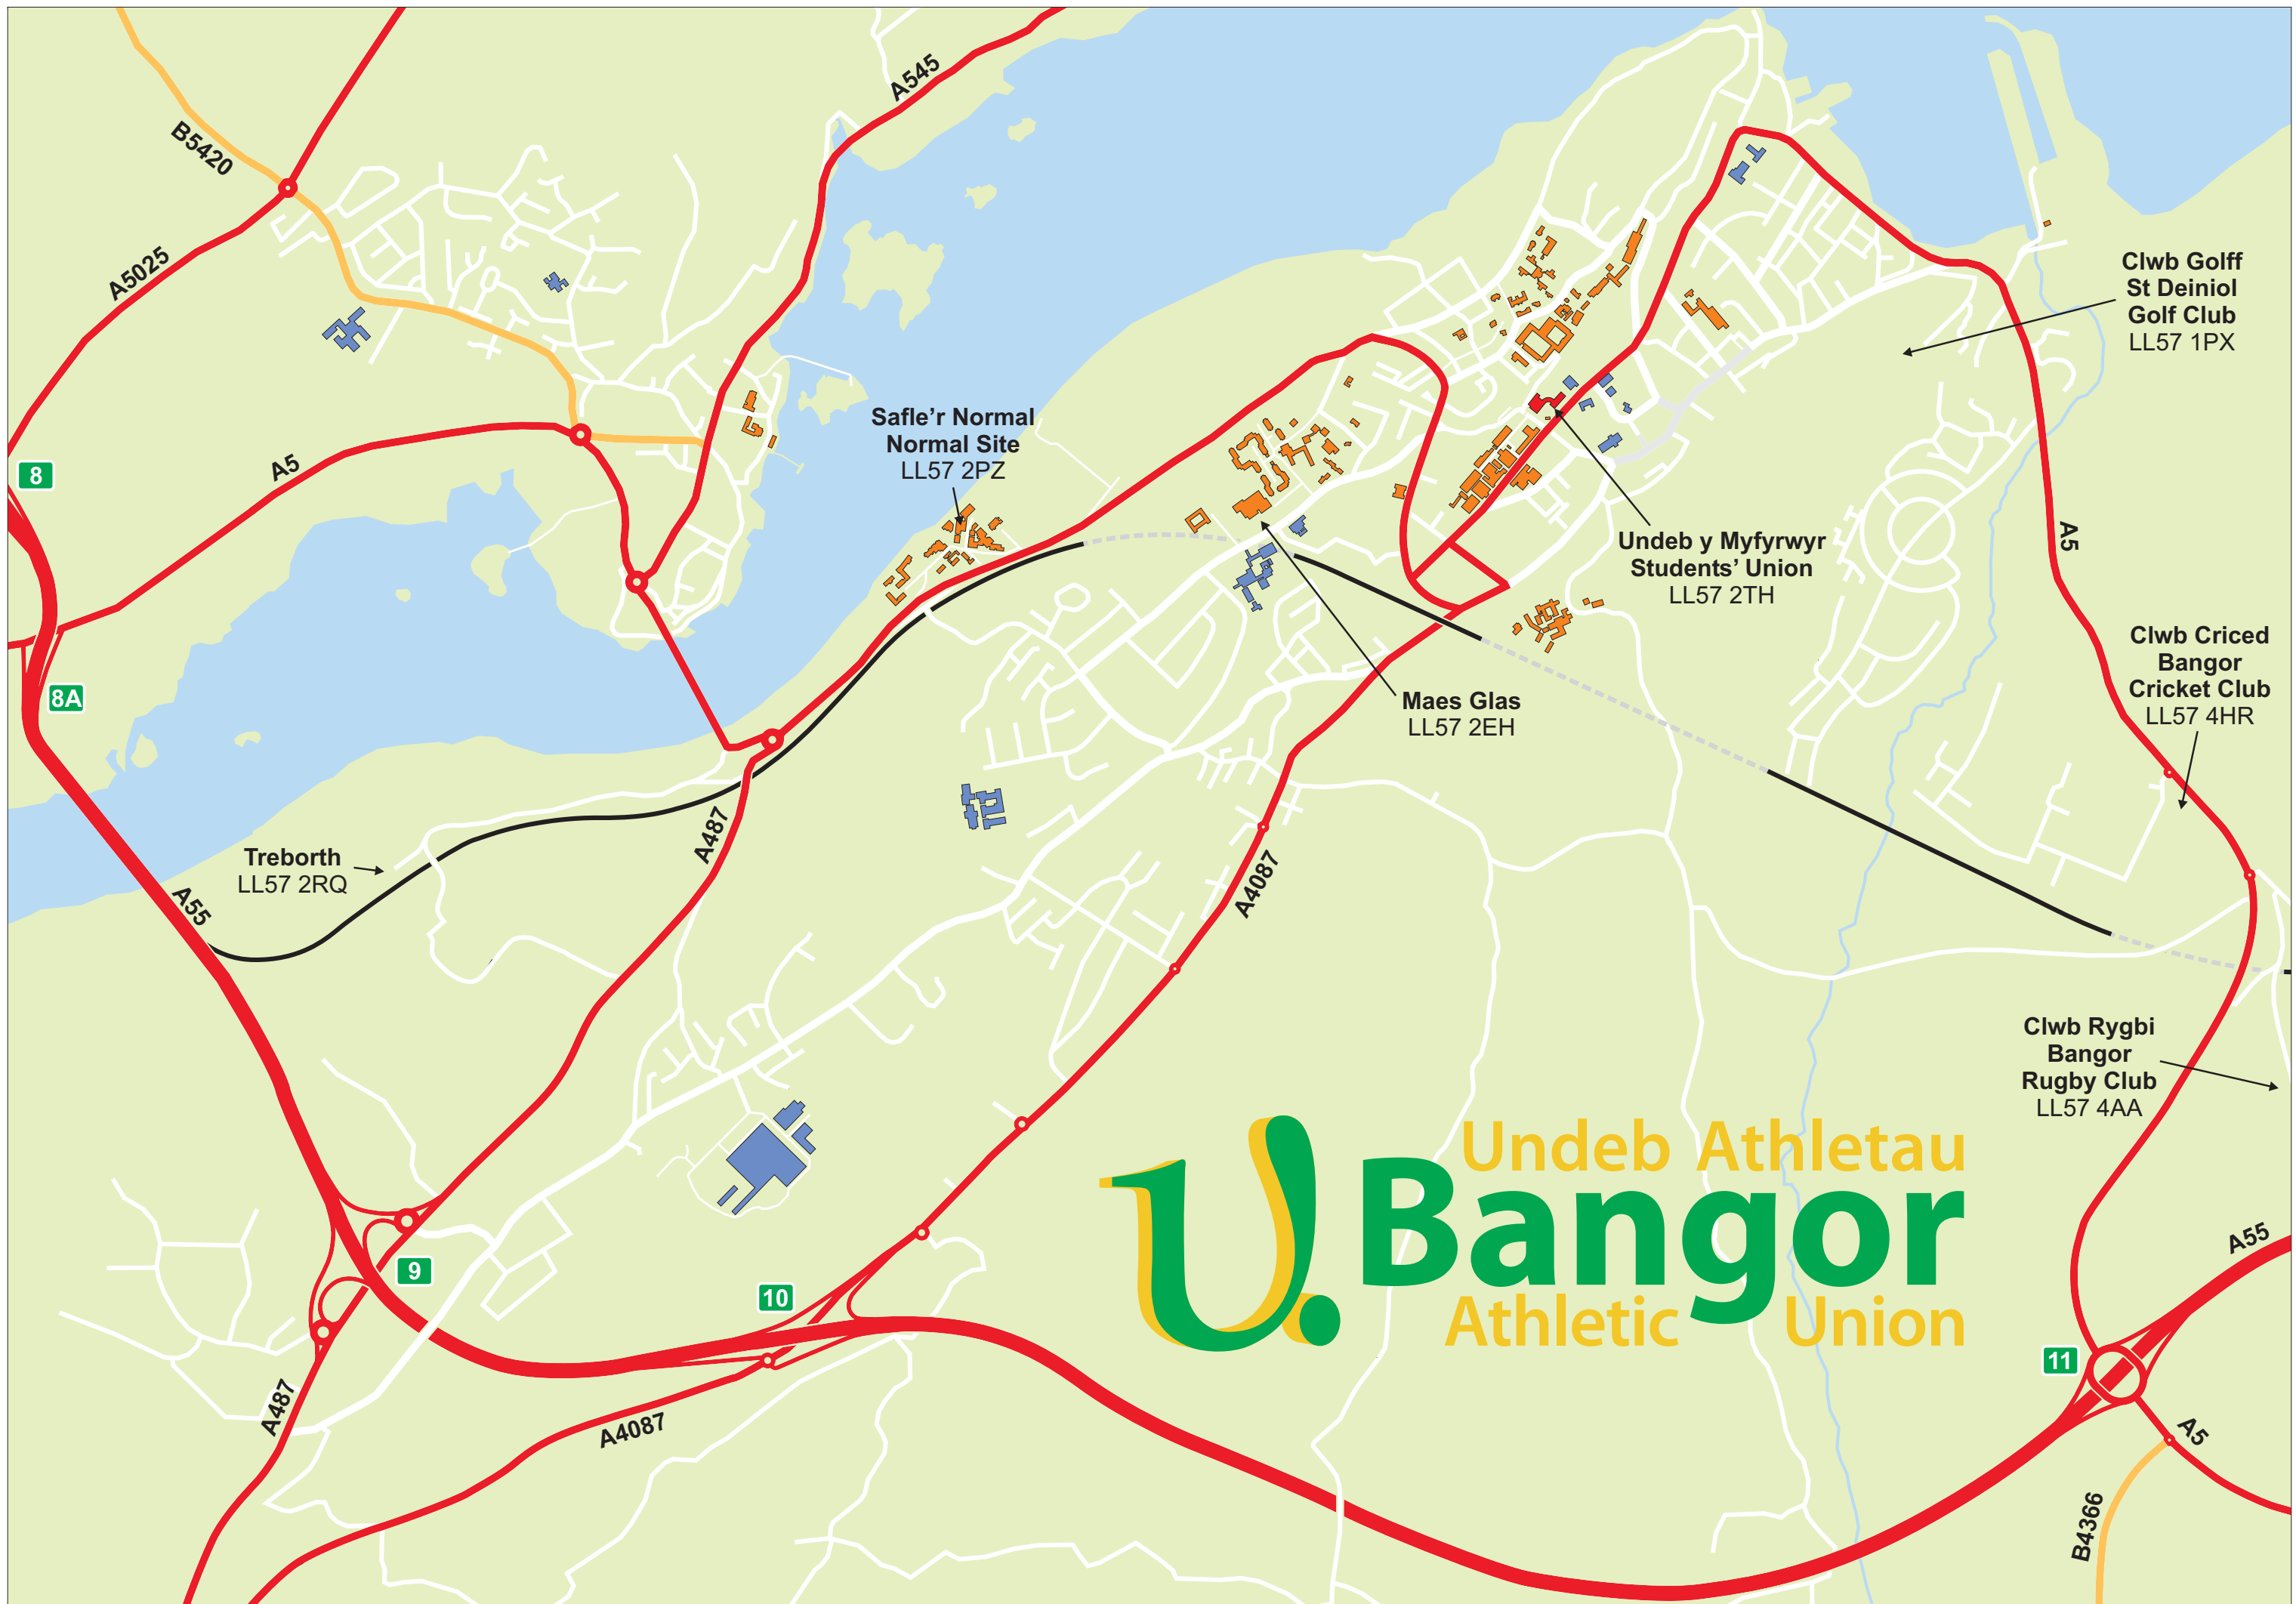 A545
B5420
A5025
Clwb Golff
St Deiniol
Golf Club
LL57 1PX
8
A5
Safle’r Normal
Normal Site
LL57 2PZ
A5
Undeb y Myfyrwyr
Students’ Union
LL57 2TH
8A
Maes Glas
LL57 2EH
Clwb Criced
Bangor
Cricket Club
LL57 4HR
A487
Treborth
LL57 2RQ
A55
A4087
Clwb Rygbi
Bangor
Rugby Club
LL57 4AA
Undeb Athletau
Bangor
Athletic Union
A55
9
10
11
A487
A4087
A5
B4366